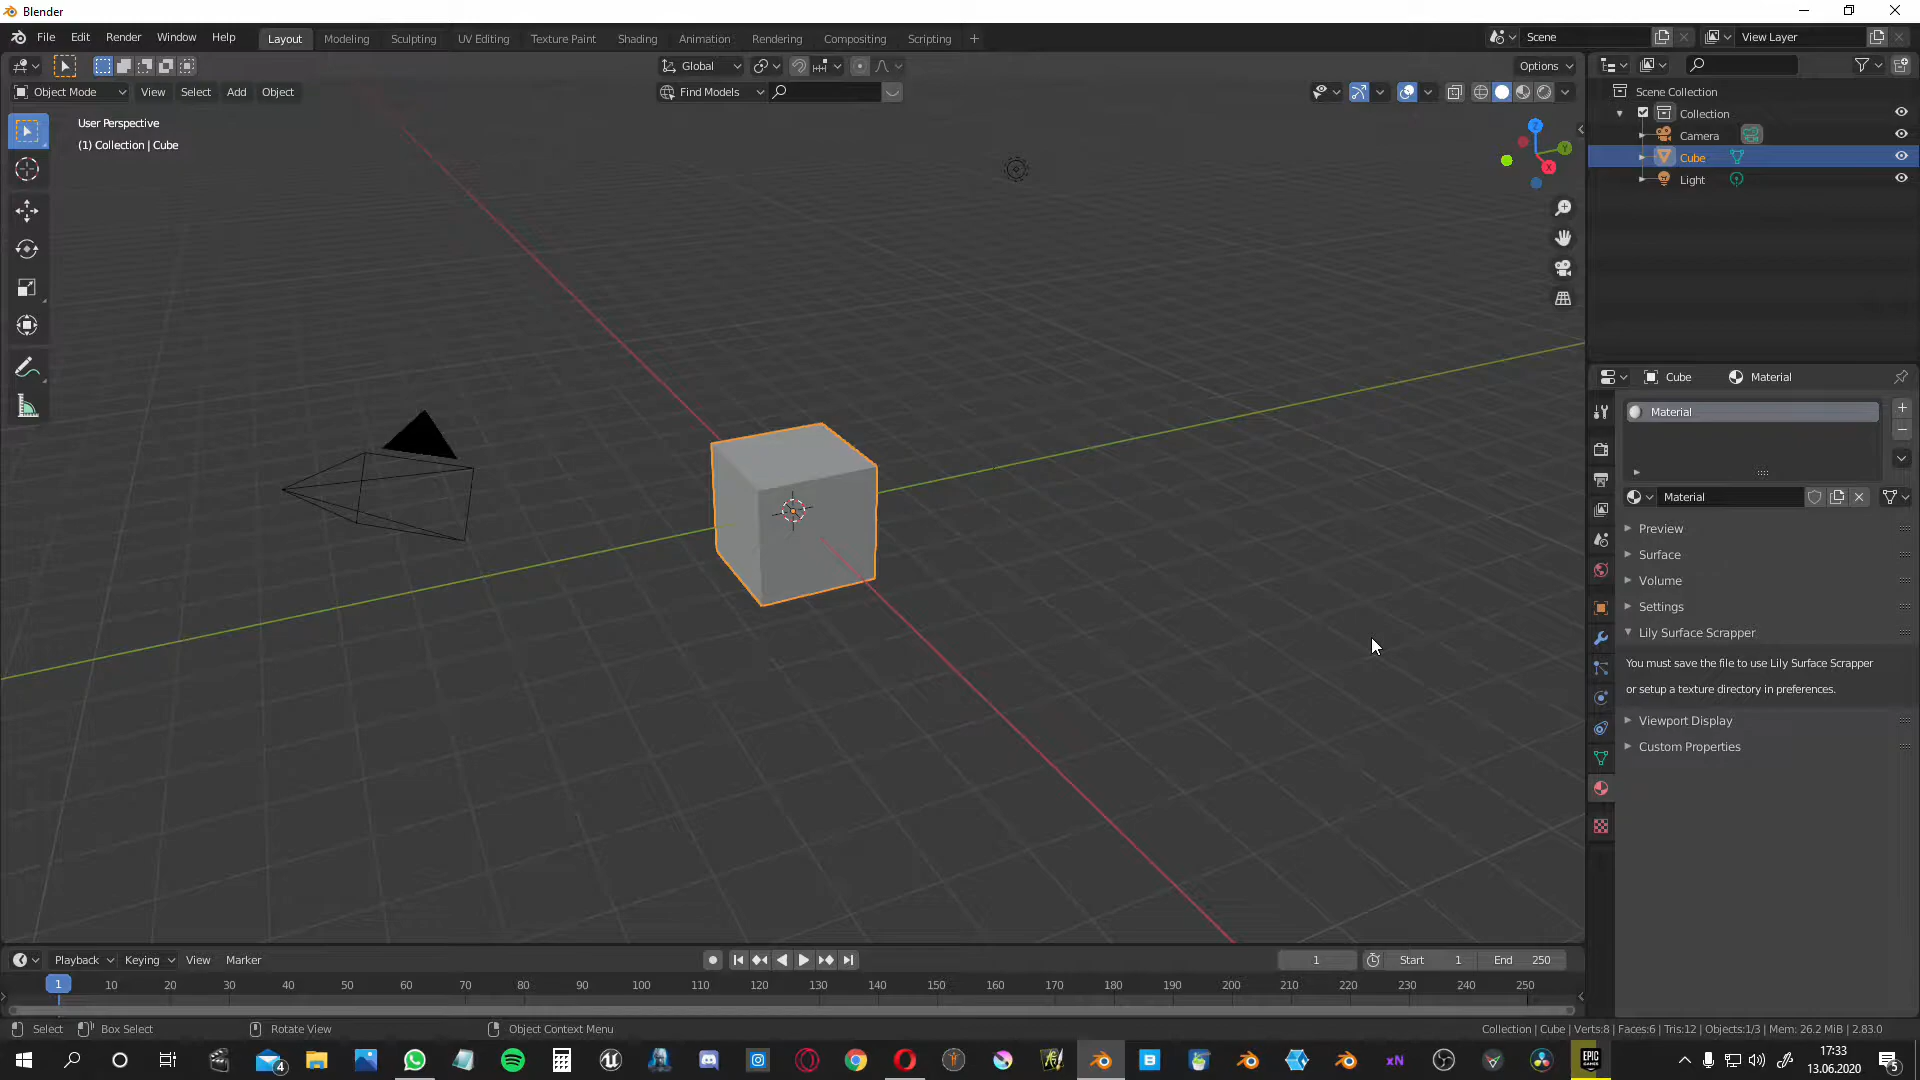 Blender
File Edit Render Window Help
Layout Modeling Sculpting UV Editing Texture Paint Shading Animation Rendering Compositing Scripting +
Scene
View Layer
Global
Options
Object Mode View Select Add Object
Find Models
User Perspective
(1) Collection | Cube
Z
Y
X
Scene Collection
Collection
Camera
Cube
Light
Cube Material
Material
Material
Preview
Surface
Volume
Settings
Lily Surface Scrapper
You must save the file to use Lily Surface Scrapper
or setup a texture directory in preferences.
Viewport Display
Custom Properties
Playback Keying View Marker
1 Start 1 End 250
1 10 20 30 40 50 60 70 80 90 100 110 120 130 140 150 160 170 180 190 200 210 220 230 240 250
Select Box Select Rotate View Object Context Menu
Collection | Cube | Verts:8 | Faces:6 | Tris:12 | Objects:1/3 | Mem: 26.2 MiB | 2.83.0
4
xN
EPIC
GAMES
17:33
13.06.2020
5